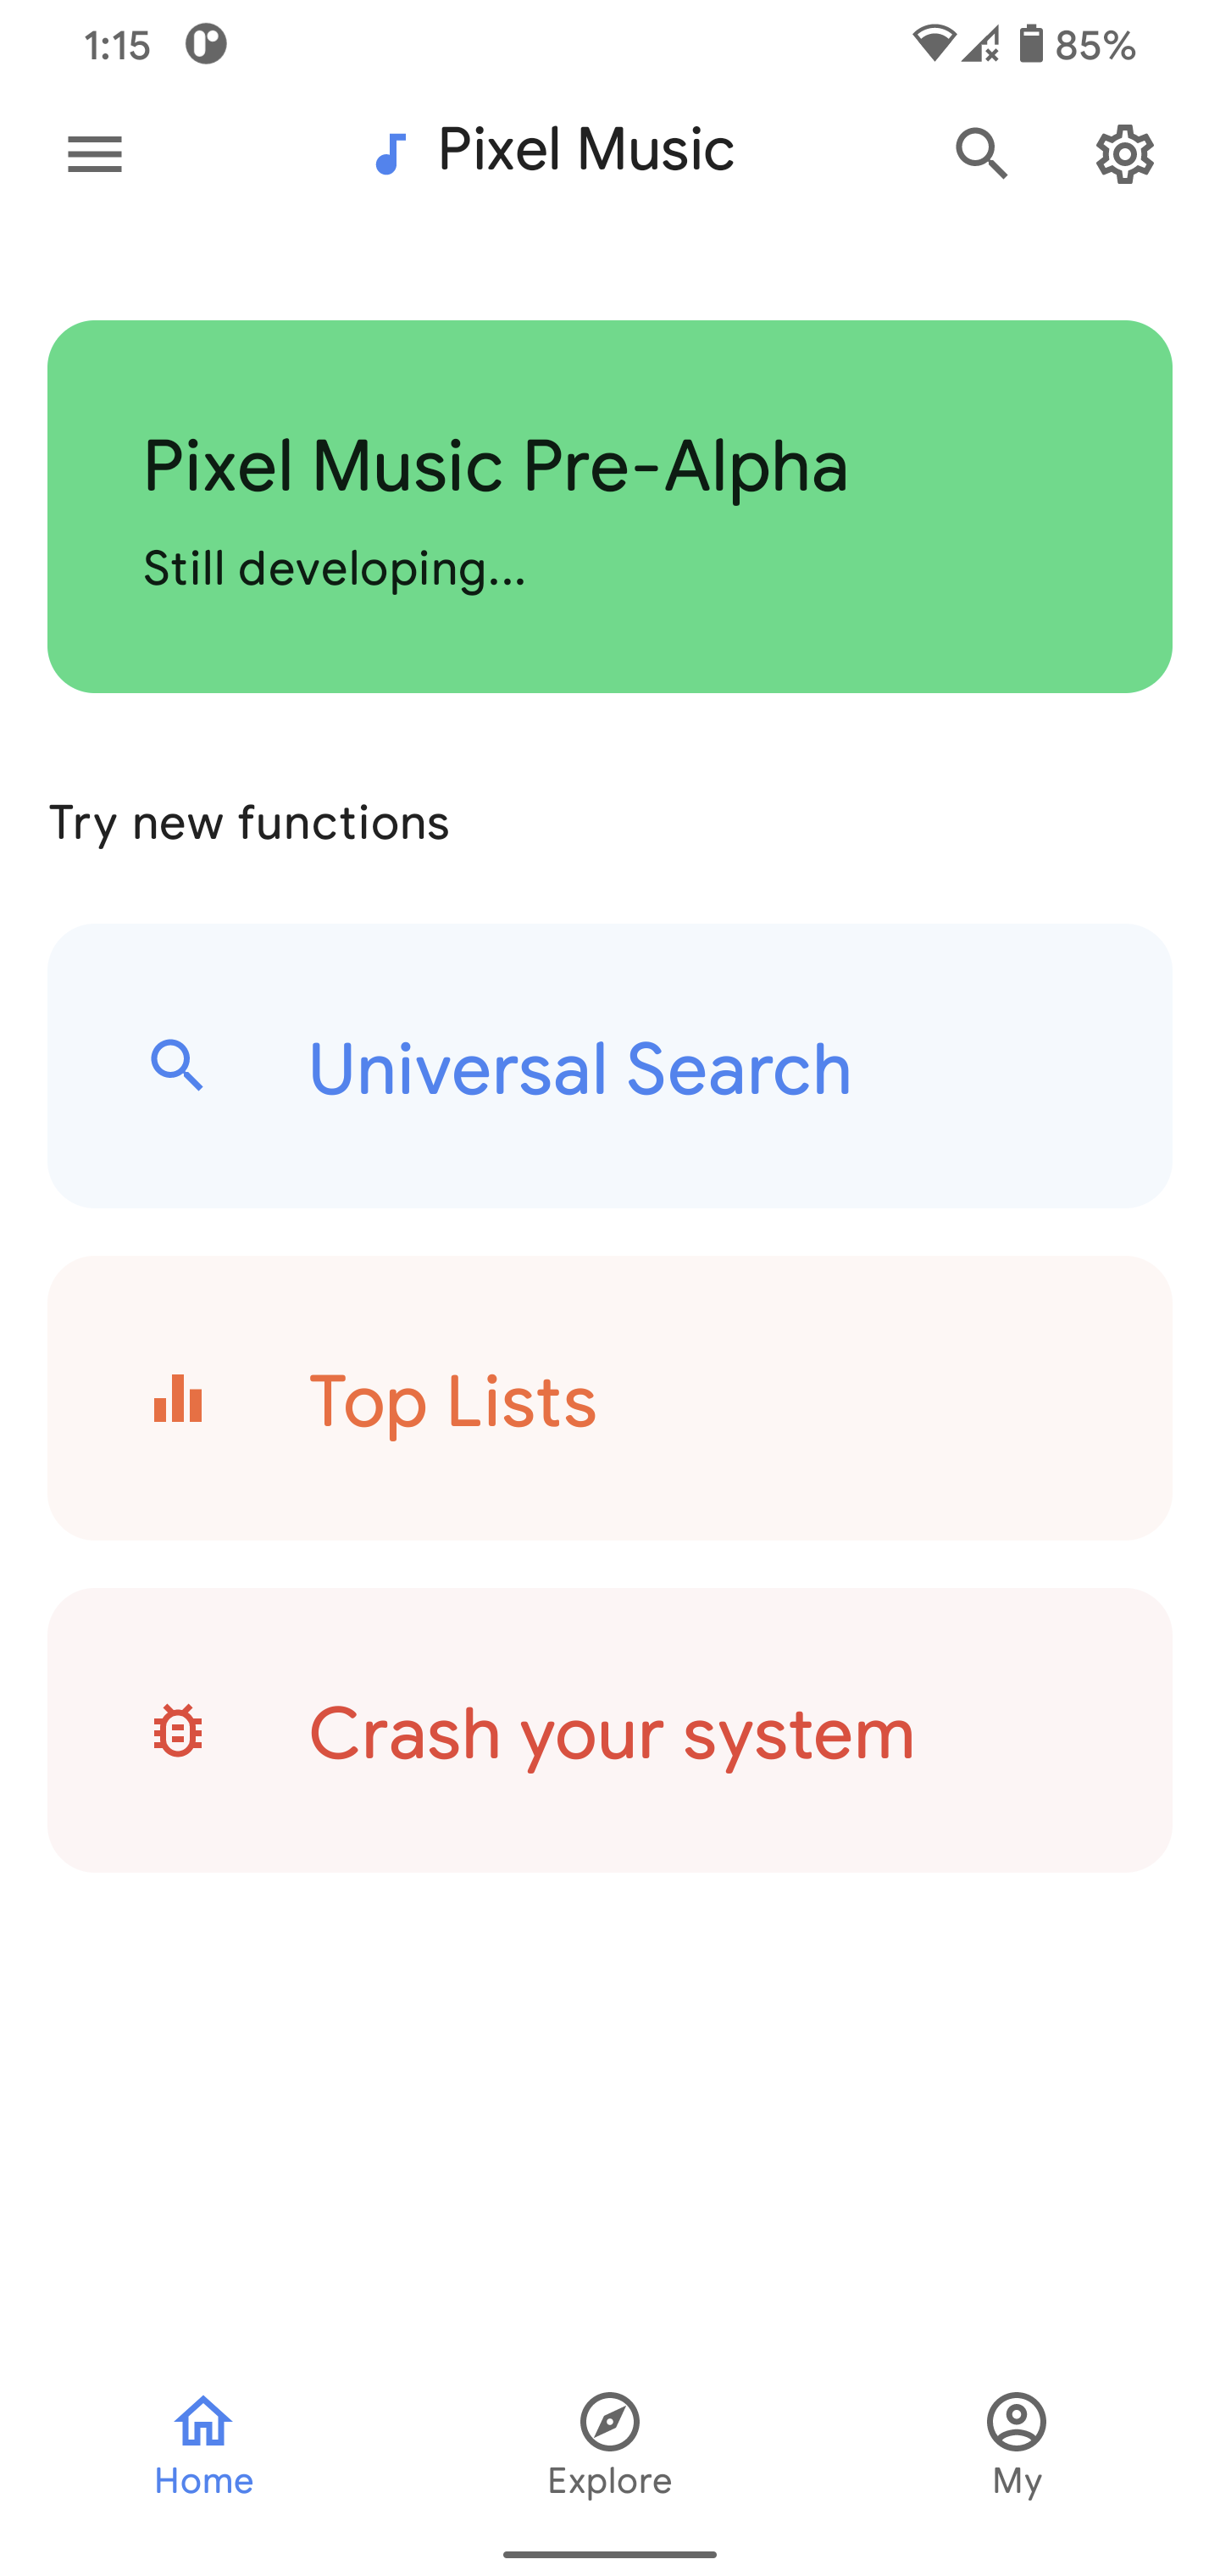 1:15
85%
Pixel Music
Pixel Music Pre-Alpha
Still developing...
Try new functions
Universal Search
Top Lists
Crash your system
Home
Explore
My